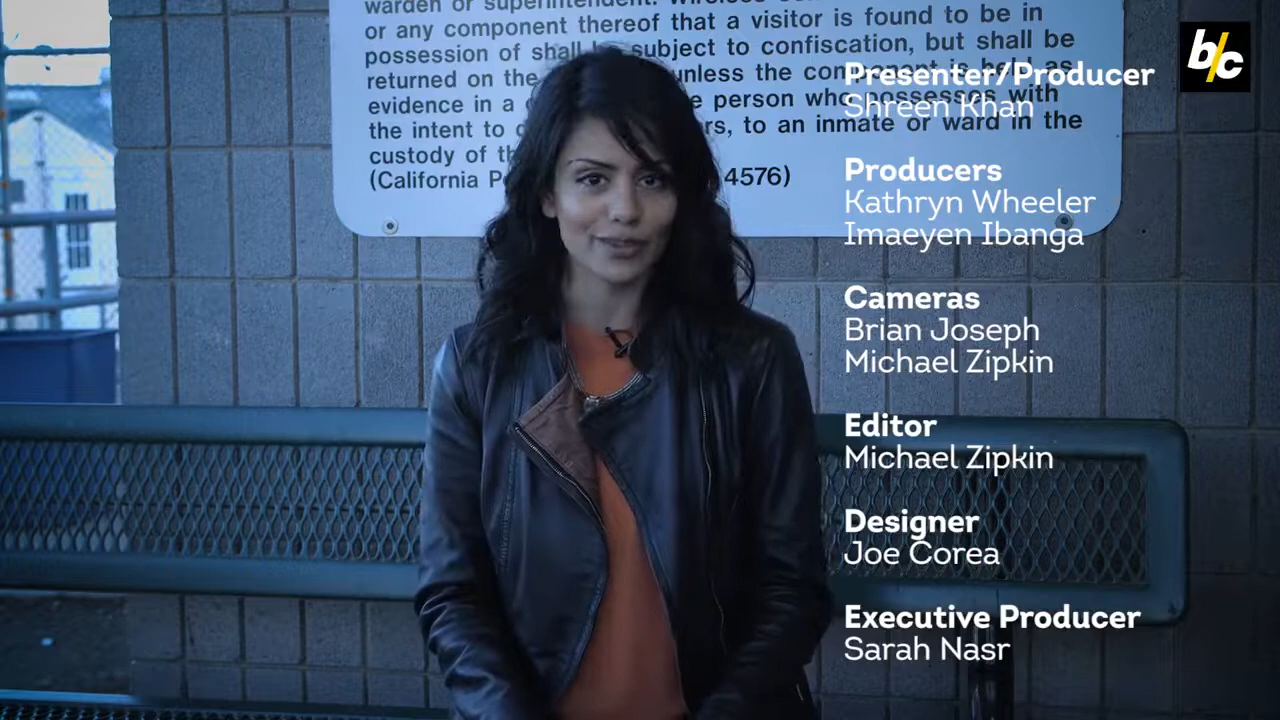 warden or superintendent.
or any component thereof that a visitor is found to be in
possession of shall be subject to confiscation, but shall be
returned on the unless the component is held as
evidence in a person who possesses with
the intent to rs, to an inmate or ward in the
custody of
(California 4576)
b/c
Presenter/Producer
Shreen Khan
Producers
Kathryn Wheeler
Imaeyen Ibanga
Cameras
Brian Joseph
Michael Zipkin
Editor
Michael Zipkin
Designer
Joe Corea
Executive Producer
Sarah Nasr